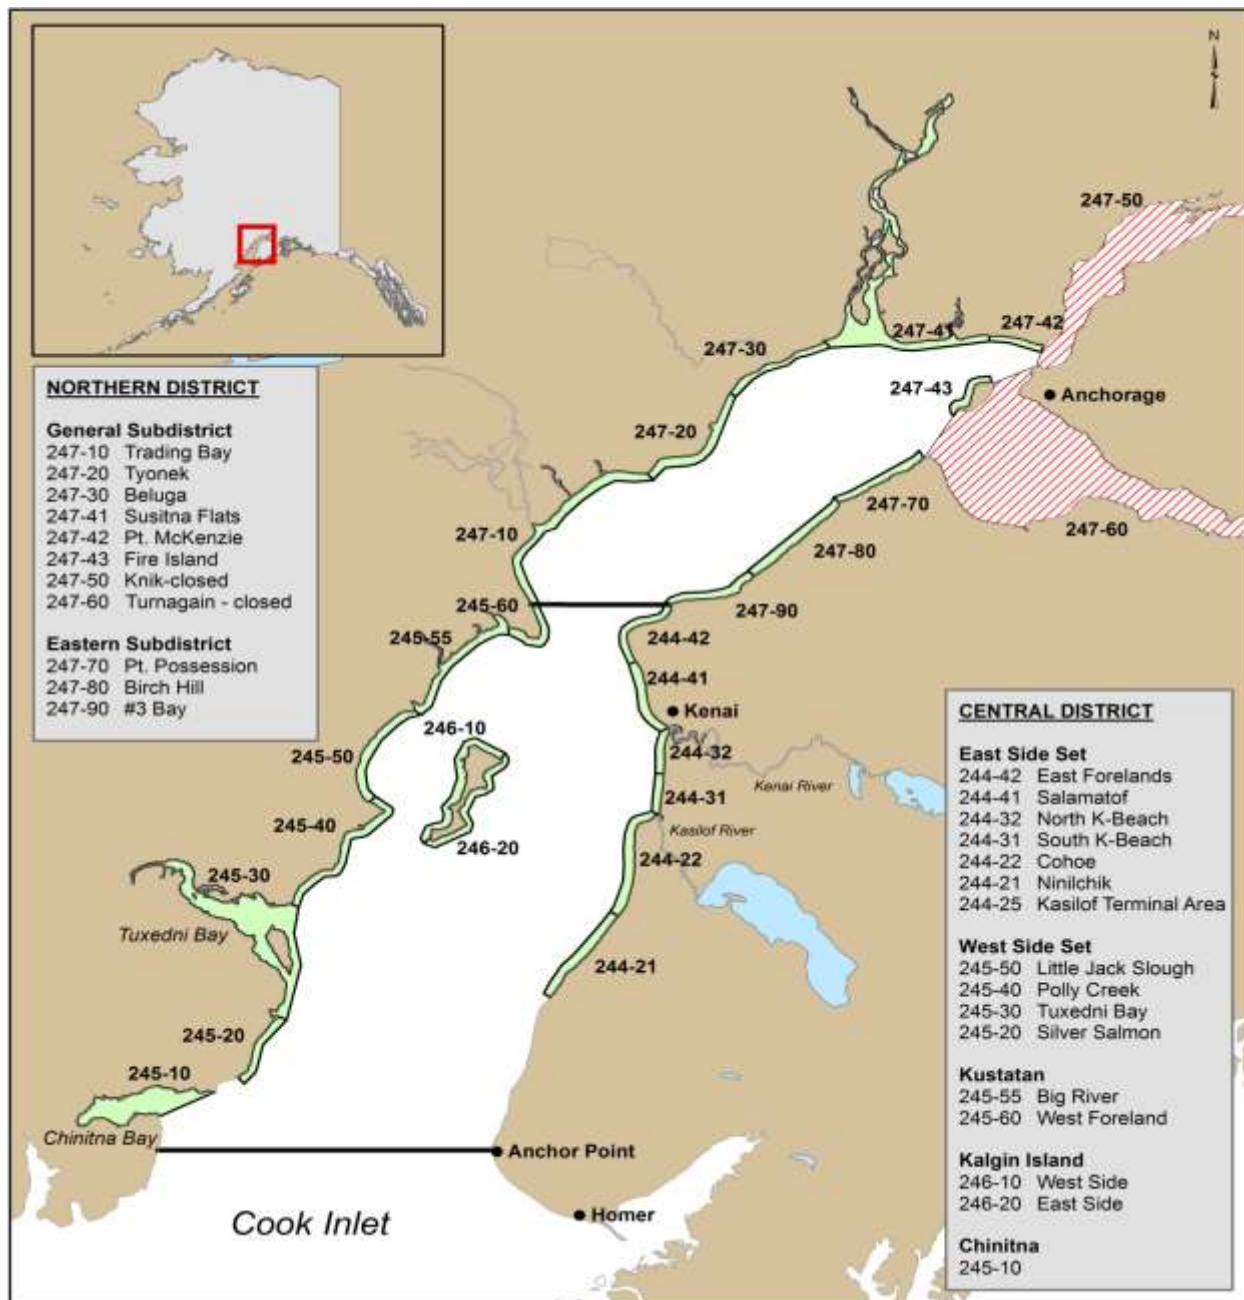 N
247-50
247-41
247-42
247-30
247-43
Anchorage
247-20
247-70
247-10
247-60
247-80
245-60
247-90
245-55
244-42
244-41
Kenai
246-10
244-32
245-50
Kenai River
244-31
245-40
Kasilof River
246-20
244-22
245-30
Tuxedni Bay
244-21
245-20
245-10
Chinitna Bay
Anchor Point
Homer
Cook Inlet
NORTHERN DISTRICT
General Subdistrict
247-10 Trading Bay
247-20 Tyonek
247-30 Beluga
247-41 Susitna Flats
247-42 Pt. McKenzie
247-43 Fire Island
247-50 Knik-closed
247-60 Turnagain - closed
Eastern Subdistrict
247-70 Pt. Possession
247-80 Birch Hill
247-90 #3 Bay
CENTRAL DISTRICT
East Side Set
244-42 East Forelands
244-41 Salamatof
244-32 North K-Beach
244-31 South K-Beach
244-22 Cohoe
244-21 Ninilchik
244-25 Kasilof Terminal Area
West Side Set
245-50 Little Jack Slough
245-40 Polly Creek
245-30 Tuxedni Bay
245-20 Silver Salmon
Kustatan
245-55 Big River
245-60 West Foreland
Kalgin Island
246-10 West Side
246-20 East Side
Chinitna
245-10